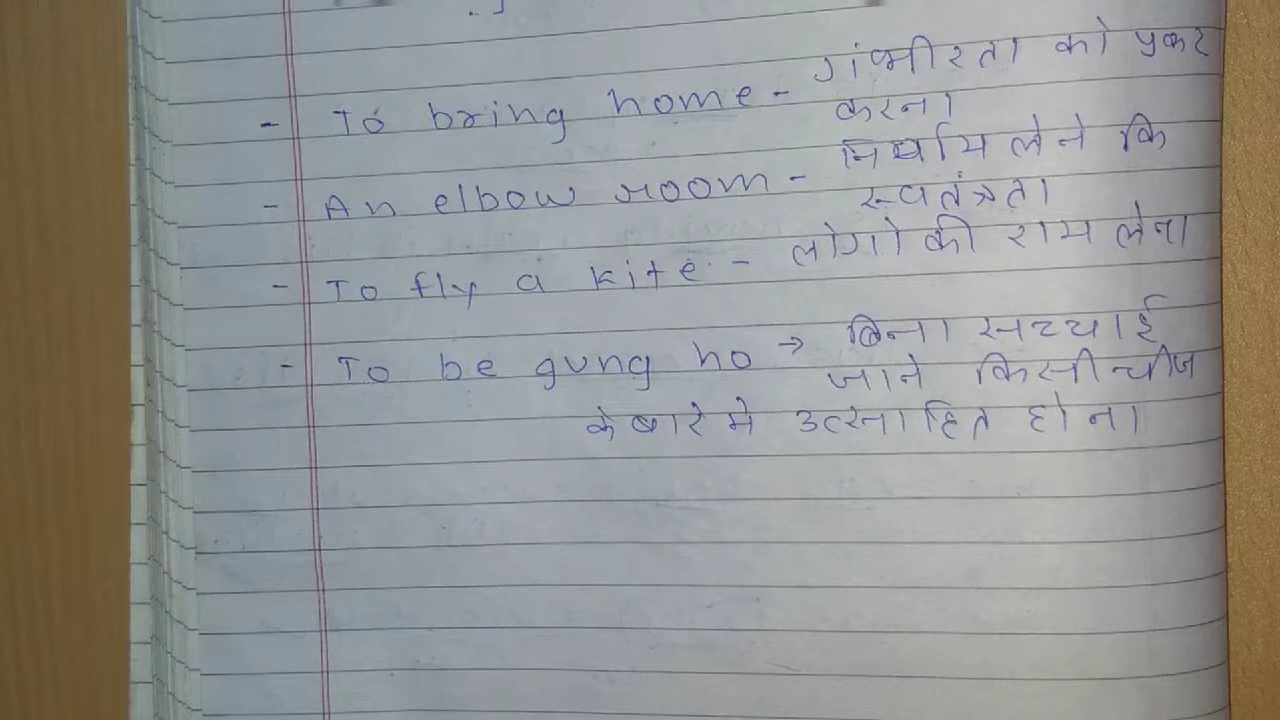 - To bring home - गंभीरता को प्रकट
करना।
- An elbow room - निर्णय लेने कि
स्वतंत्रता।
- To fly a kite - लोगो की राय लेना
- To be gung ho → बिना सच्चाई
जाने किसी चीज
के बारे मे उत्साहित होना।